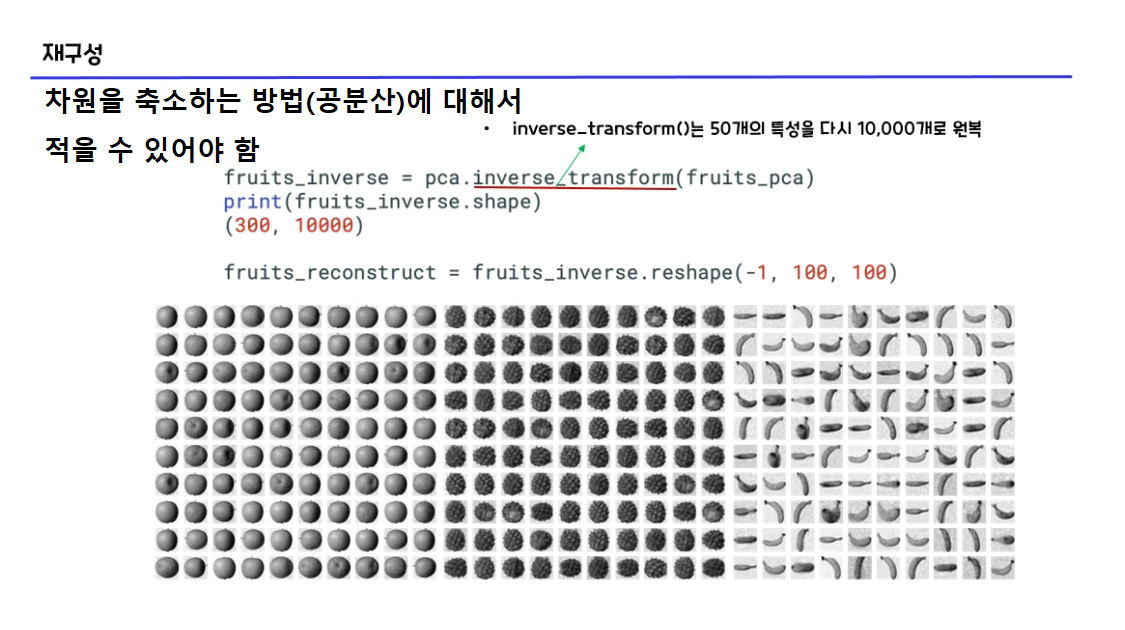 재구성
차원을 축소하는 방법(공분산)에 대해서
적을 수 있어야 함
• inverse_transform()는 50개의 특성을 다시 10,000개로 원복
fruits_inverse = pca.inverse_transform(fruits_pca)
print(fruits_inverse.shape)
(300, 10000)
fruits_reconstruct = fruits_inverse.reshape(-1, 100, 100)